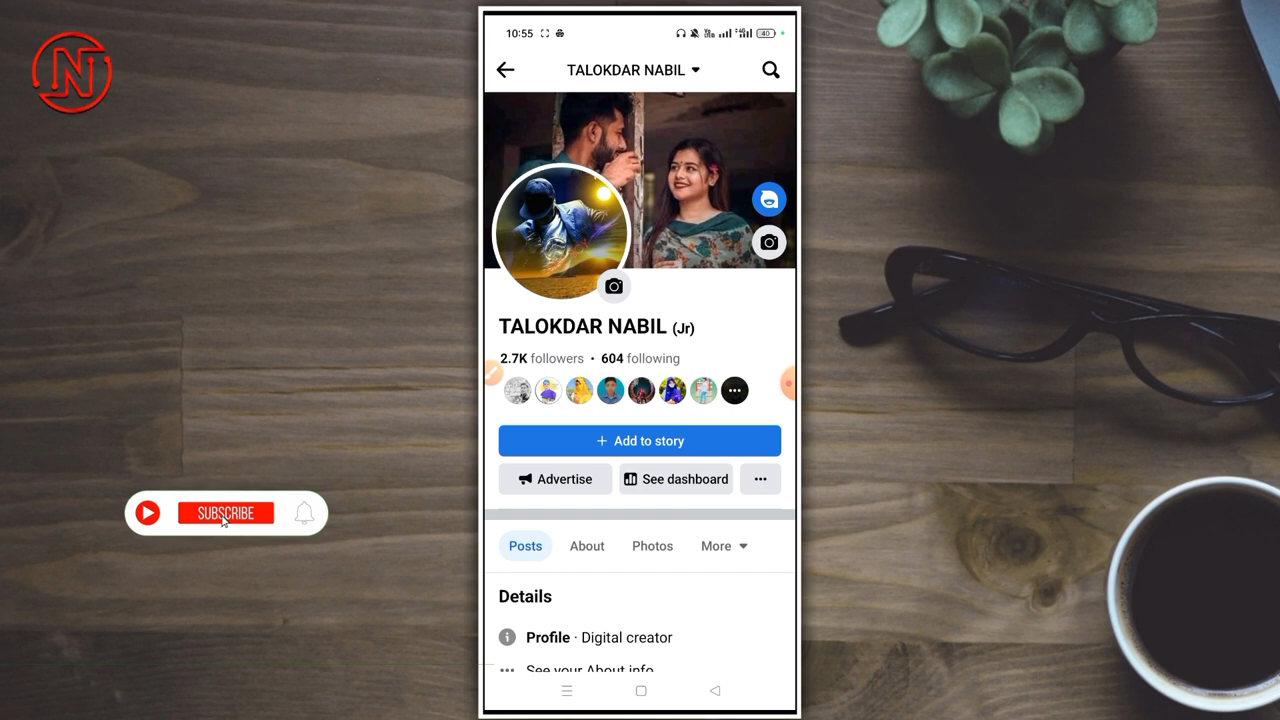 N
SUBSCRIBE
10:55
40
TALOKDAR NABIL
TALOKDAR NABIL (Jr)
2.7K followers • 604 following
+ Add to story
Advertise
See dashboard
Posts
About
Photos
More
Details
Profile · Digital creator
See your About info